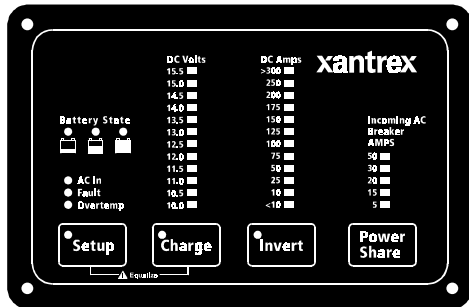 xantrex
DC Volts
15.5
15.0
14.5
14.0
13.5
13.0
12.5
12.0
11.5
11.0
10.5
10.0
DC Amps
>300
250
200
175
150
125
100
75
50
25
10
<10
Battery State
AC In
Fault
Overtemp
Incoming AC
Breaker
AMPS
50
30
20
15
5
Setup
Charge
Invert
Power
Share
Equalize